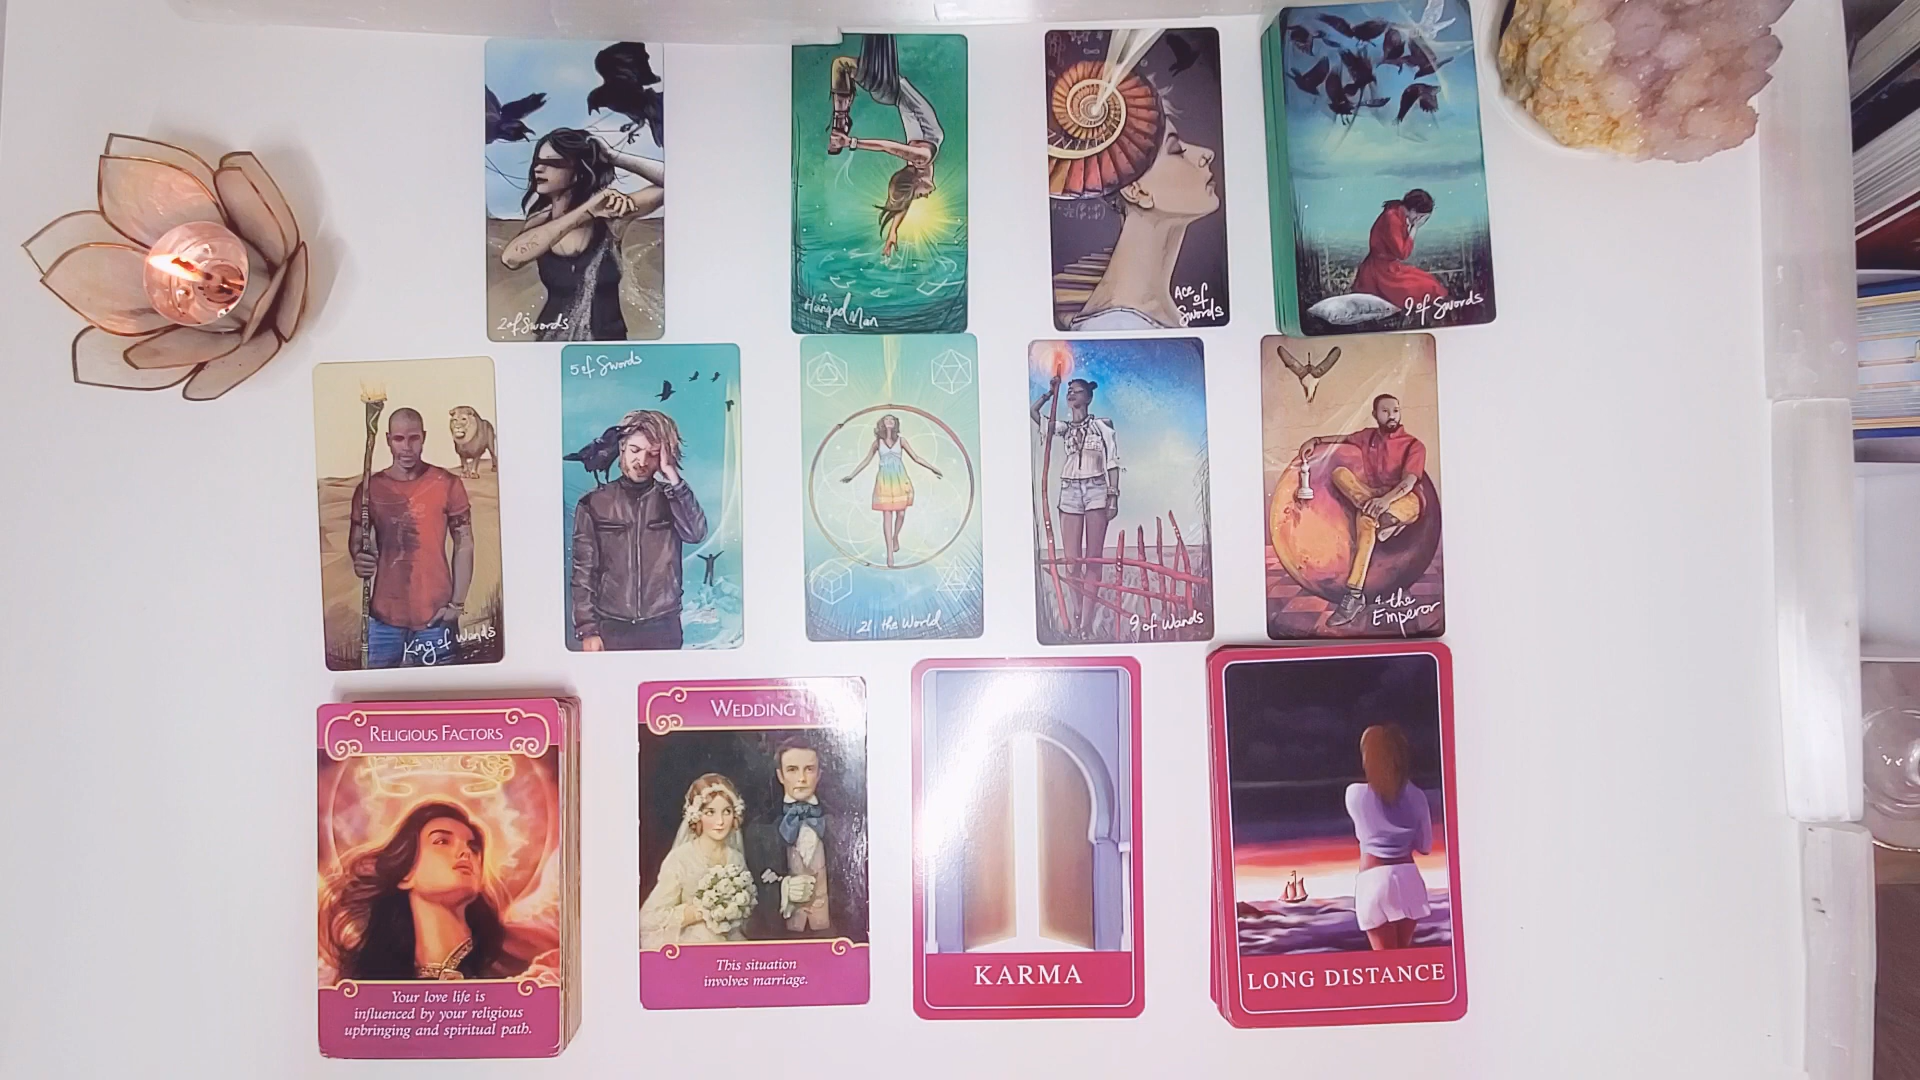 2 of Swords
12.
Hanged Man
Ace
of
Swords
9 of Swords
King of Wands
5 of Swords
21. the World
9 of Wands
4. the
Emperor
RELIGIOUS FACTORS
Your love life is
influenced by your religious
upbringing and spiritual path.
WEDDING
This situation
involves marriage.
KARMA
LONG DISTANCE